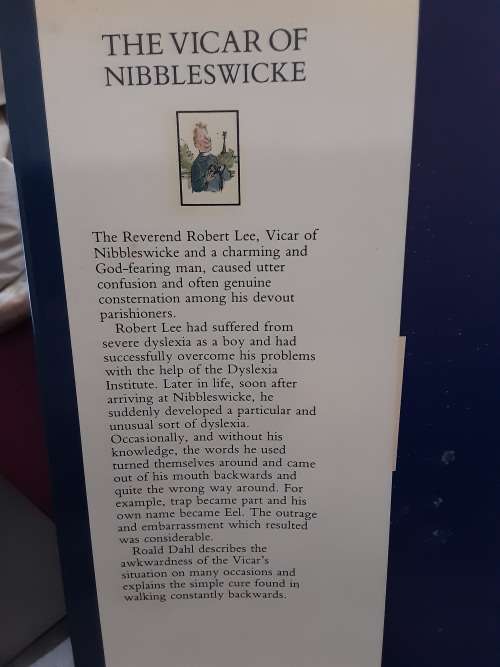 THE VICAR OF
NIBBLESWICKE
The Reverend Robert Lee, Vicar of
Nibbleswicke and a charming and
God-fearing man, caused utter
confusion and often genuine
consternation among his devout
parishioners.
Robert Lee had suffered from
severe dyslexia as a boy and had
successfully overcome his problems
with the help of the Dyslexia
Institute. Later in life, soon after
arriving at Nibbleswicke, he
suddenly developed a particular and
unusual sort of dyslexia.
Occasionally, and without his
knowledge, the words he used
turned themselves around and came
out of his mouth backwards and
quite the wrong way around. For
example, trap became part and his
own name became Eel. The outrage
and embarrassment which resulted
was considerable.
Roald Dahl describes the
awkwardness of the Vicar's
situation on many occasions and
explains the simple cure found in
walking constantly backwards.